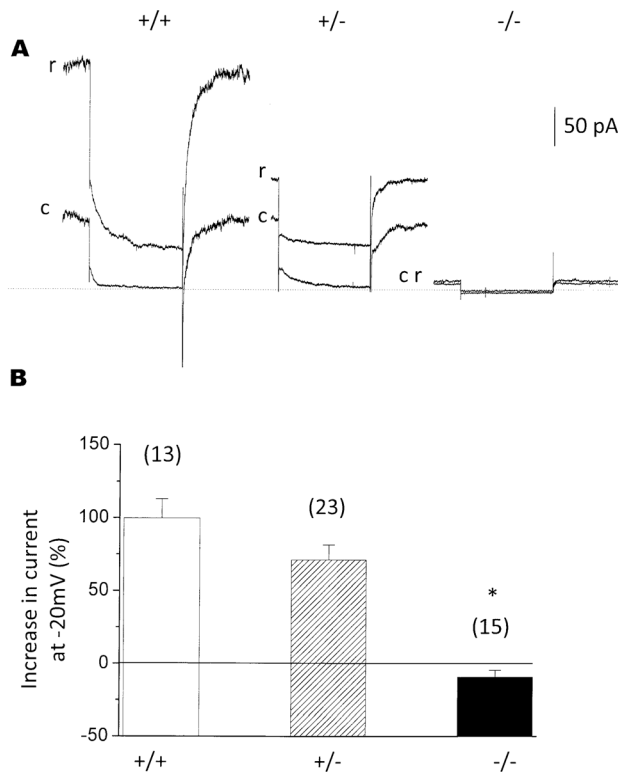 +/+ +/- -/-
A
r
50 pA
r
c c
c r
B
150
(13)
100
(23)
50
*
(15)
0
-50
Increase in current
at -20mV (%)
+/+ +/- -/-